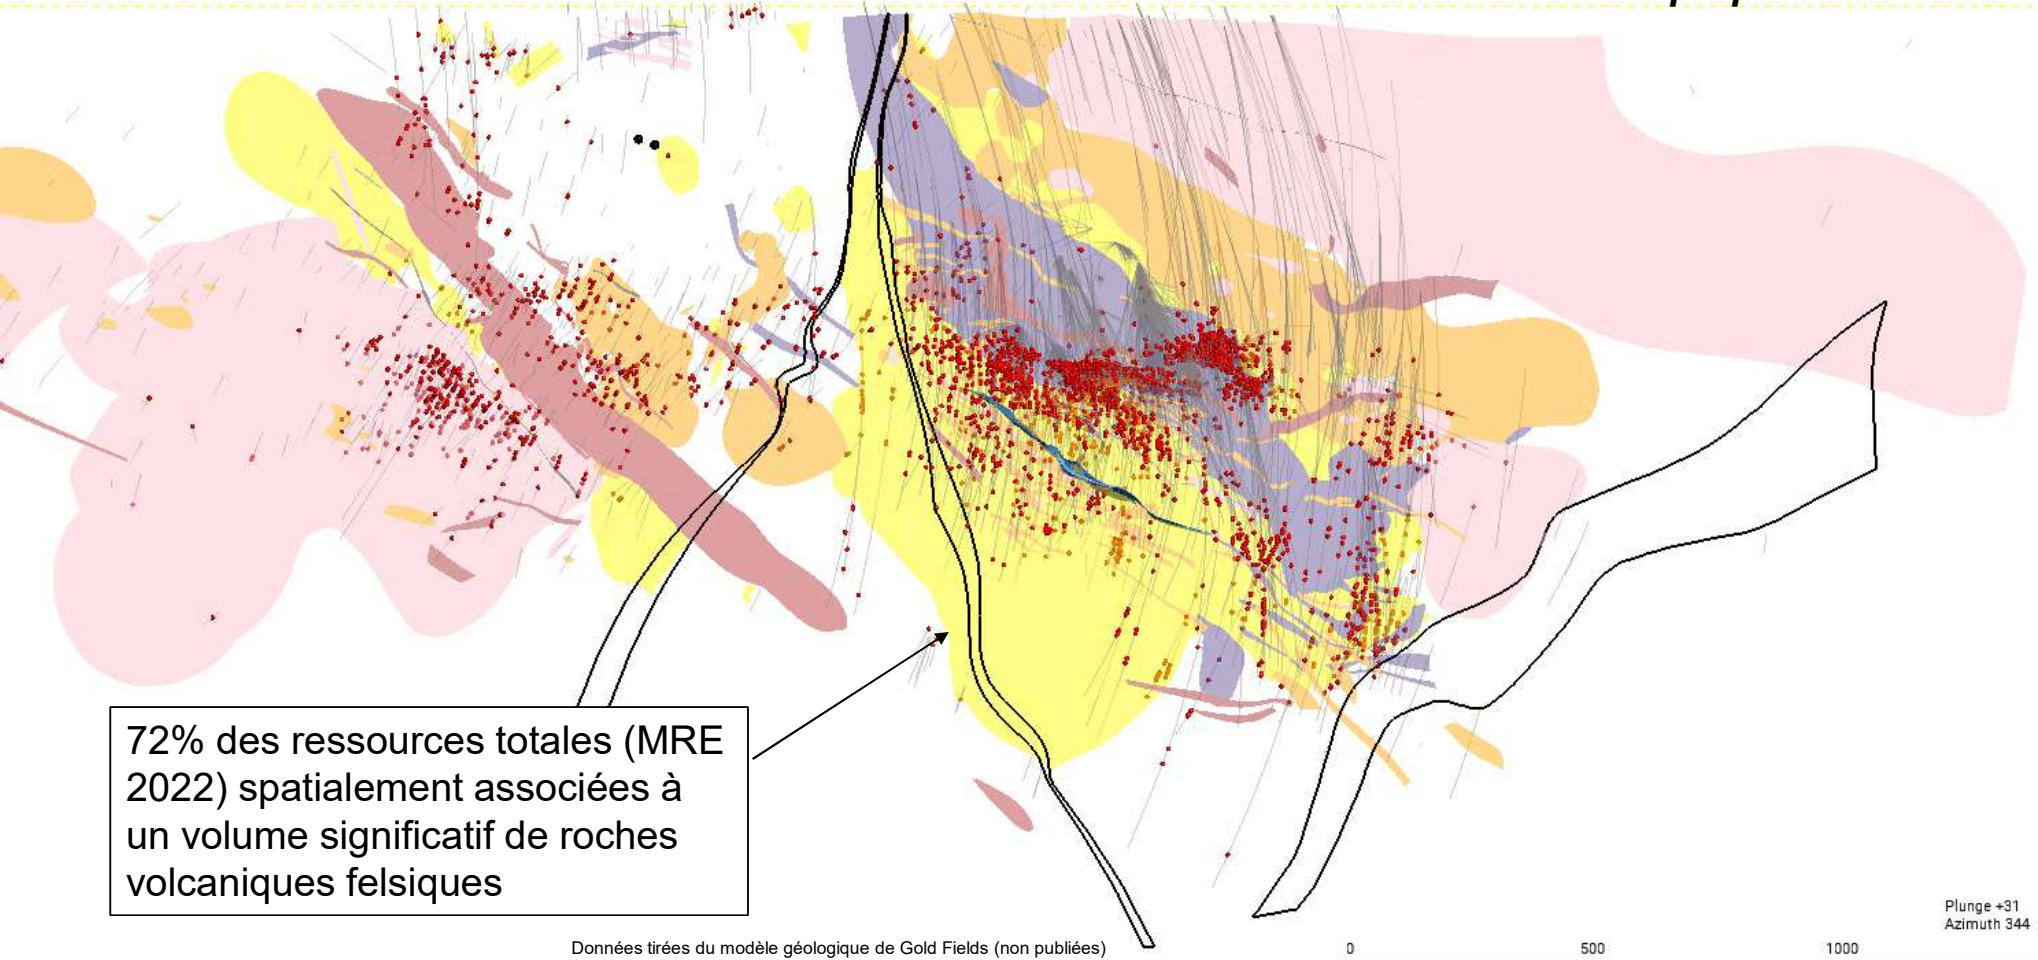 72% des ressources totales (MRE
2022) spatialement associées à
un volume significatif de roches
volcaniques felsiques
Plunge +31
Azimuth 344
Données tirées du modèle géologique de Gold Fields (non publiées)
0 500 1000